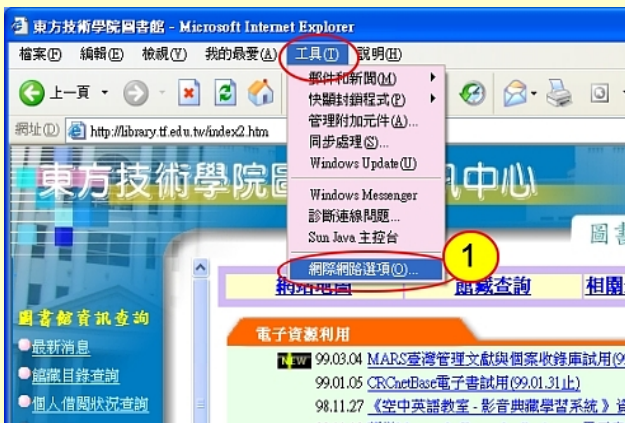 東方技術學院圖書館 - Microsoft Internet Explorer
檔案(F) 編輯(E) 檢視(V) 我的最愛(A) 工具(T) 說明(H)
上一頁
郵件和新聞(M)
快顯封鎖程式(P)
管理附加元件(A)...
同步處理(S)...
Windows Update(U)
Windows Messenger
診斷連線問題...
Sun Java 主控台
網際網路選項(O)...
1
網址(D) http://library.tf.edu.tw/index2.htm
東方技術學院 訊中心
圖書
網站地圖 館藏查詢 相關
圖書館資訊查詢
最新消息
館藏目錄查詢
個人借閱狀況查詢
電子資源利用
NEW 99.03.04 MARS臺灣管理文獻與個案收錄庫試用(99
99.01.05 CRCnetBase電子書試用(99.01.31止)
98.11.27 《空中英語教室-影音典藏學習系統》資